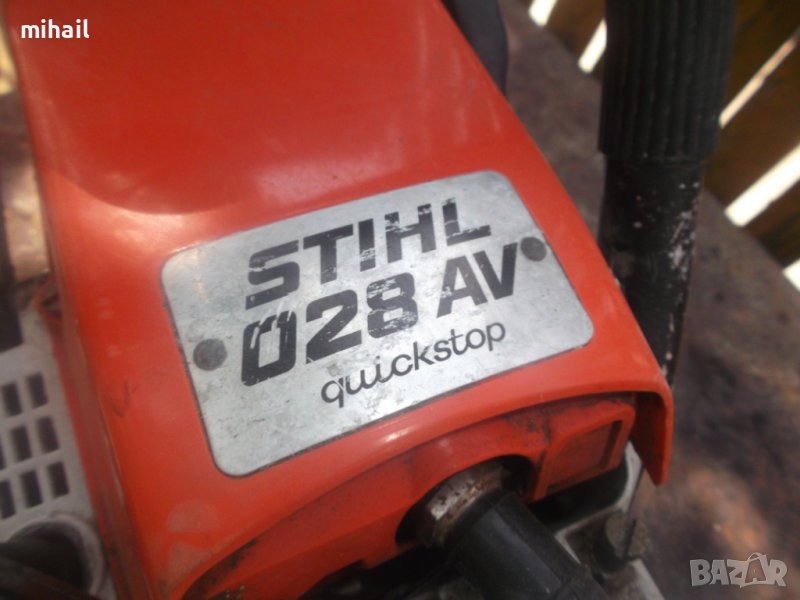 mihail
STIHL
028 AV
quickstop
BAZAR